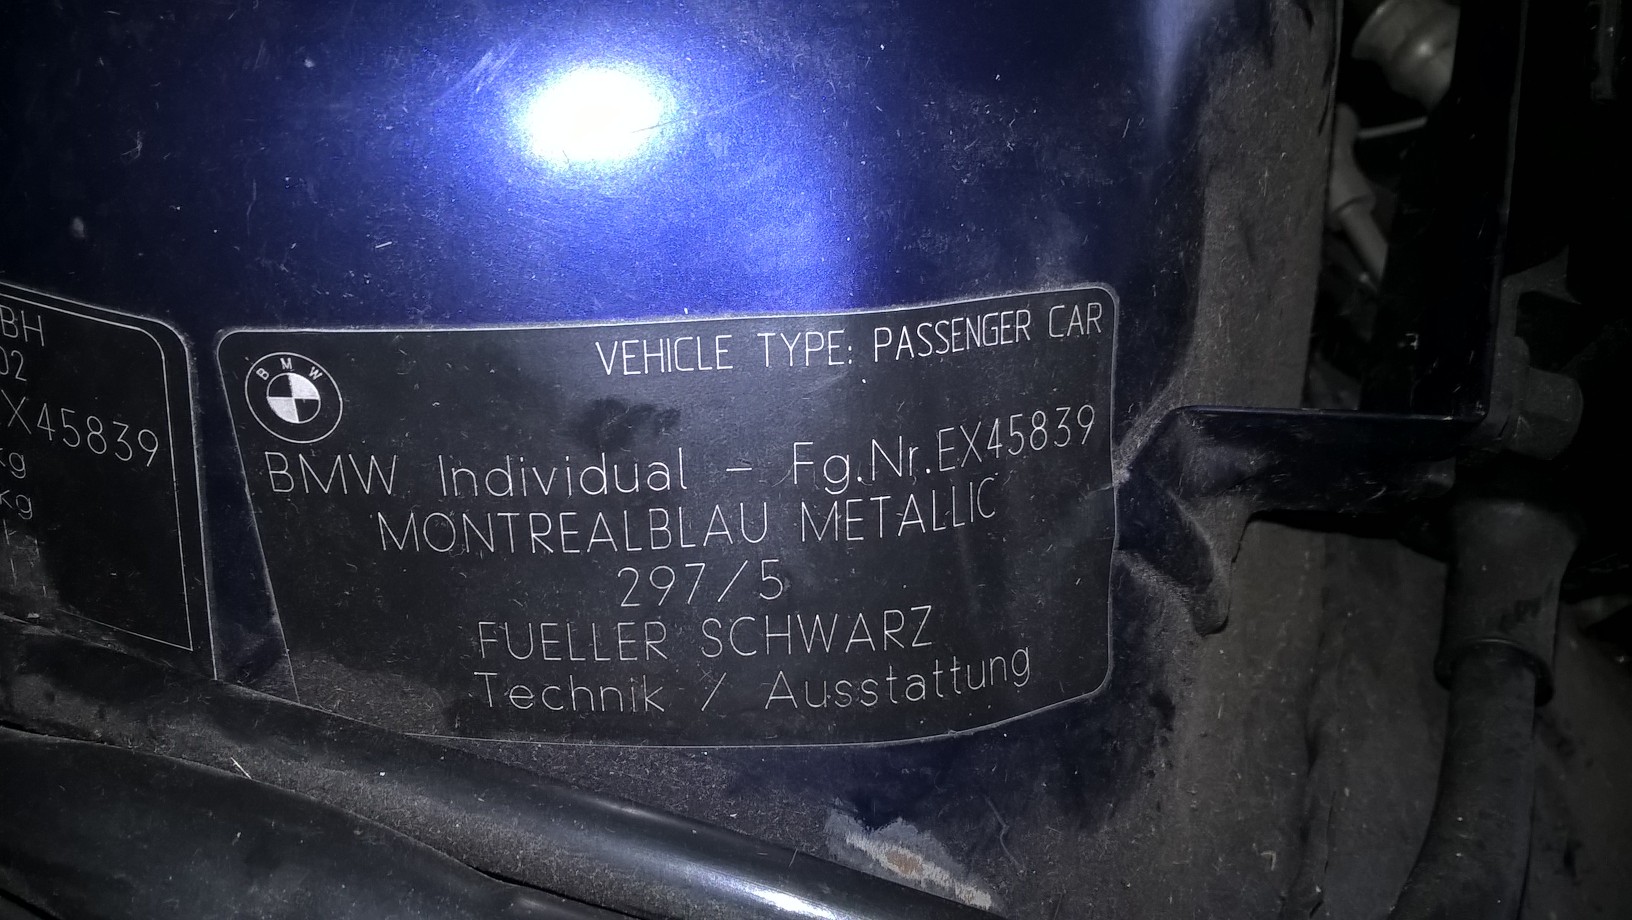 BH
02
X45839
kg
kg
VEHICLE TYPE: PASSENGER CAR
BMW
BMW Individual – Fg.Nr.EX45839
MONTREALBLAU METALLIC
297/5
FUELLER SCHWARZ
Technik / Ausstattung